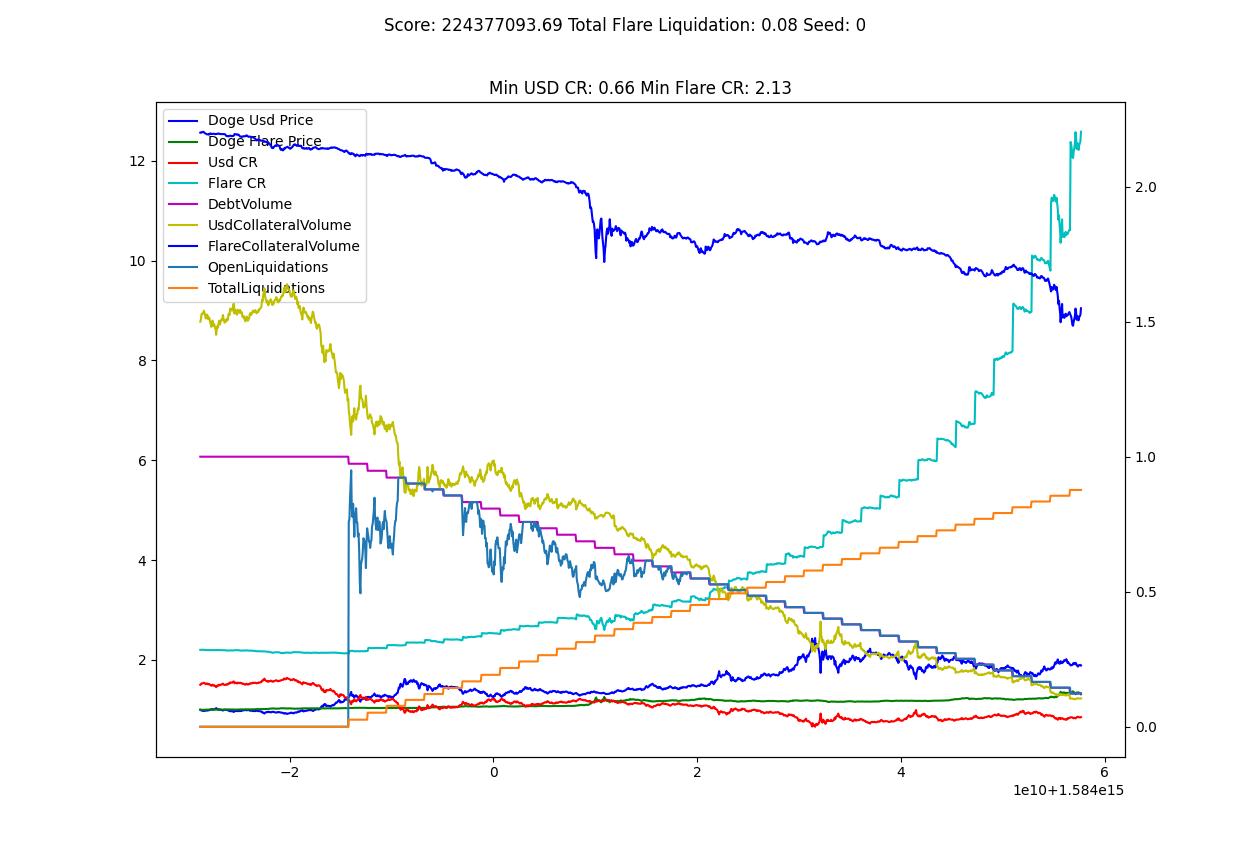 Score: 224377093.69 Total Flare Liquidation: 0.08 Seed: 0
Min USD CR: 0.66 Min Flare CR: 2.13
Doge Usd Price
Doge Flare Price
Usd CR
Flare CR
DebtVolume
UsdCollateralVolume
FlareCollateralVolume
OpenLiquidations
TotalLiquidations
12
10
8
6
4
2
2.0
1.5
1.0
0.5
0.0
−2 0 2 4 6
1e10+1.584e15